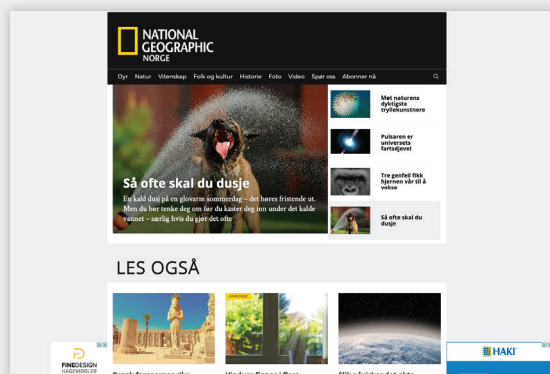 NATIONAL
GEOGRAPHIC
NORGE
Dyr Natur Vitenskap Folk og kultur Historie Foto Video Spør oss Abonner nå
Så ofte skal du dusje
En kald dusj på en glovarm sommerdag – det høres fristende ut.
Men du bør tenke deg om før du kaster deg inn under det kalde
vannet – særlig hvis du gjør det ofte
Møt naturens
dyktigste
tryllekunstnere
Pulsaren er
universets
fartsdjevel
Tre genfeil fikk
hjernen vår til å
vokse
Så ofte skal du
dusje
LES OGSÅ
ANNONSE
FINEDESIGN
HAGEMØBLER
HAKI